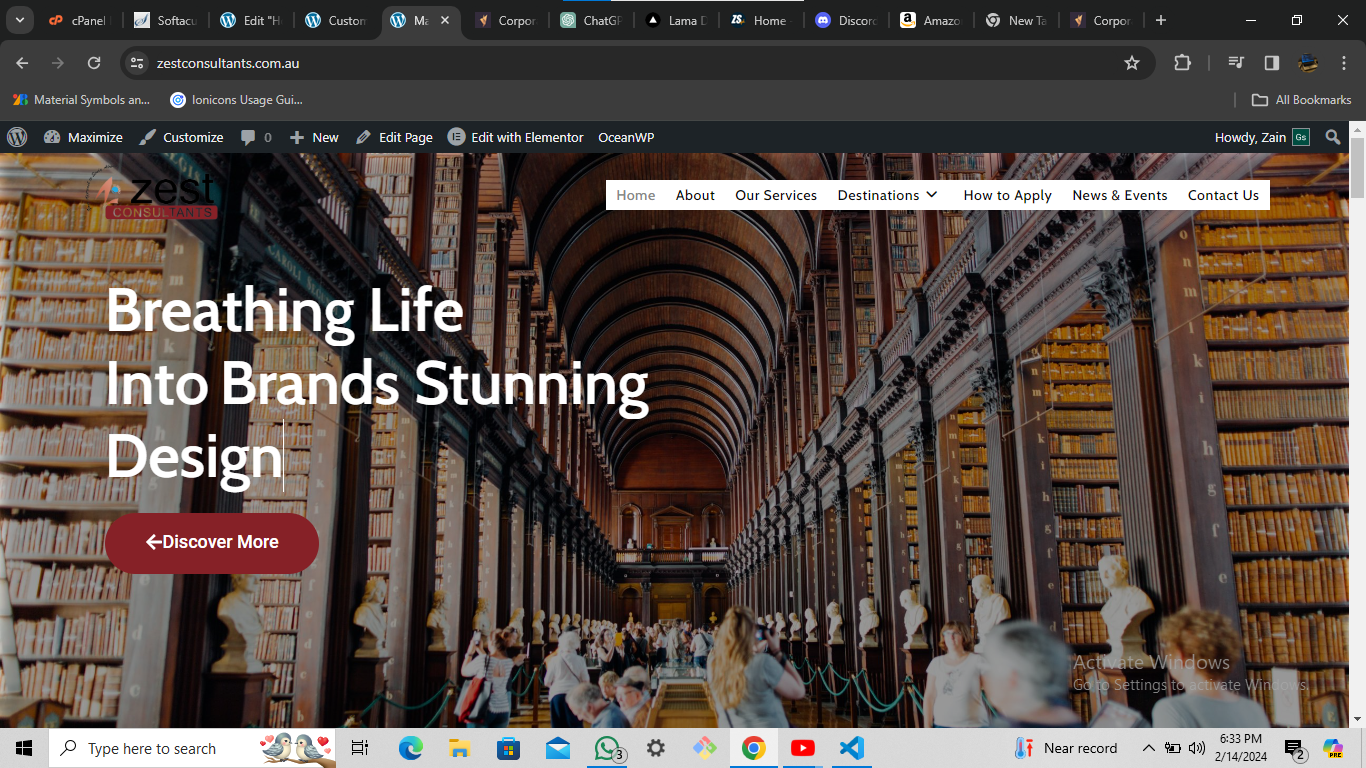 cPanel
Softacu
Edit "H
Custom
Ma
Corpor
ChatGP
Lama D
Home
Discord
Amazo
New Ta
Corpor
zestconsultants.com.au
Material Symbols an...
Ionicons Usage Gui...
All Bookmarks
Maximize
Customize
0
New
Edit Page
Edit with Elementor
OceanWP
Howdy, Zain
Gs
zest
CONSULTANTS
Home
About
Our Services
Destinations
How to Apply
News & Events
Contact Us
Breathing Life
Into Brands Stunning
Design
Discover More
Activate Windows
Go to Settings to activate Windows.
Type here to search
3
Near record
6:33 PM
2/14/2024
2
PRE